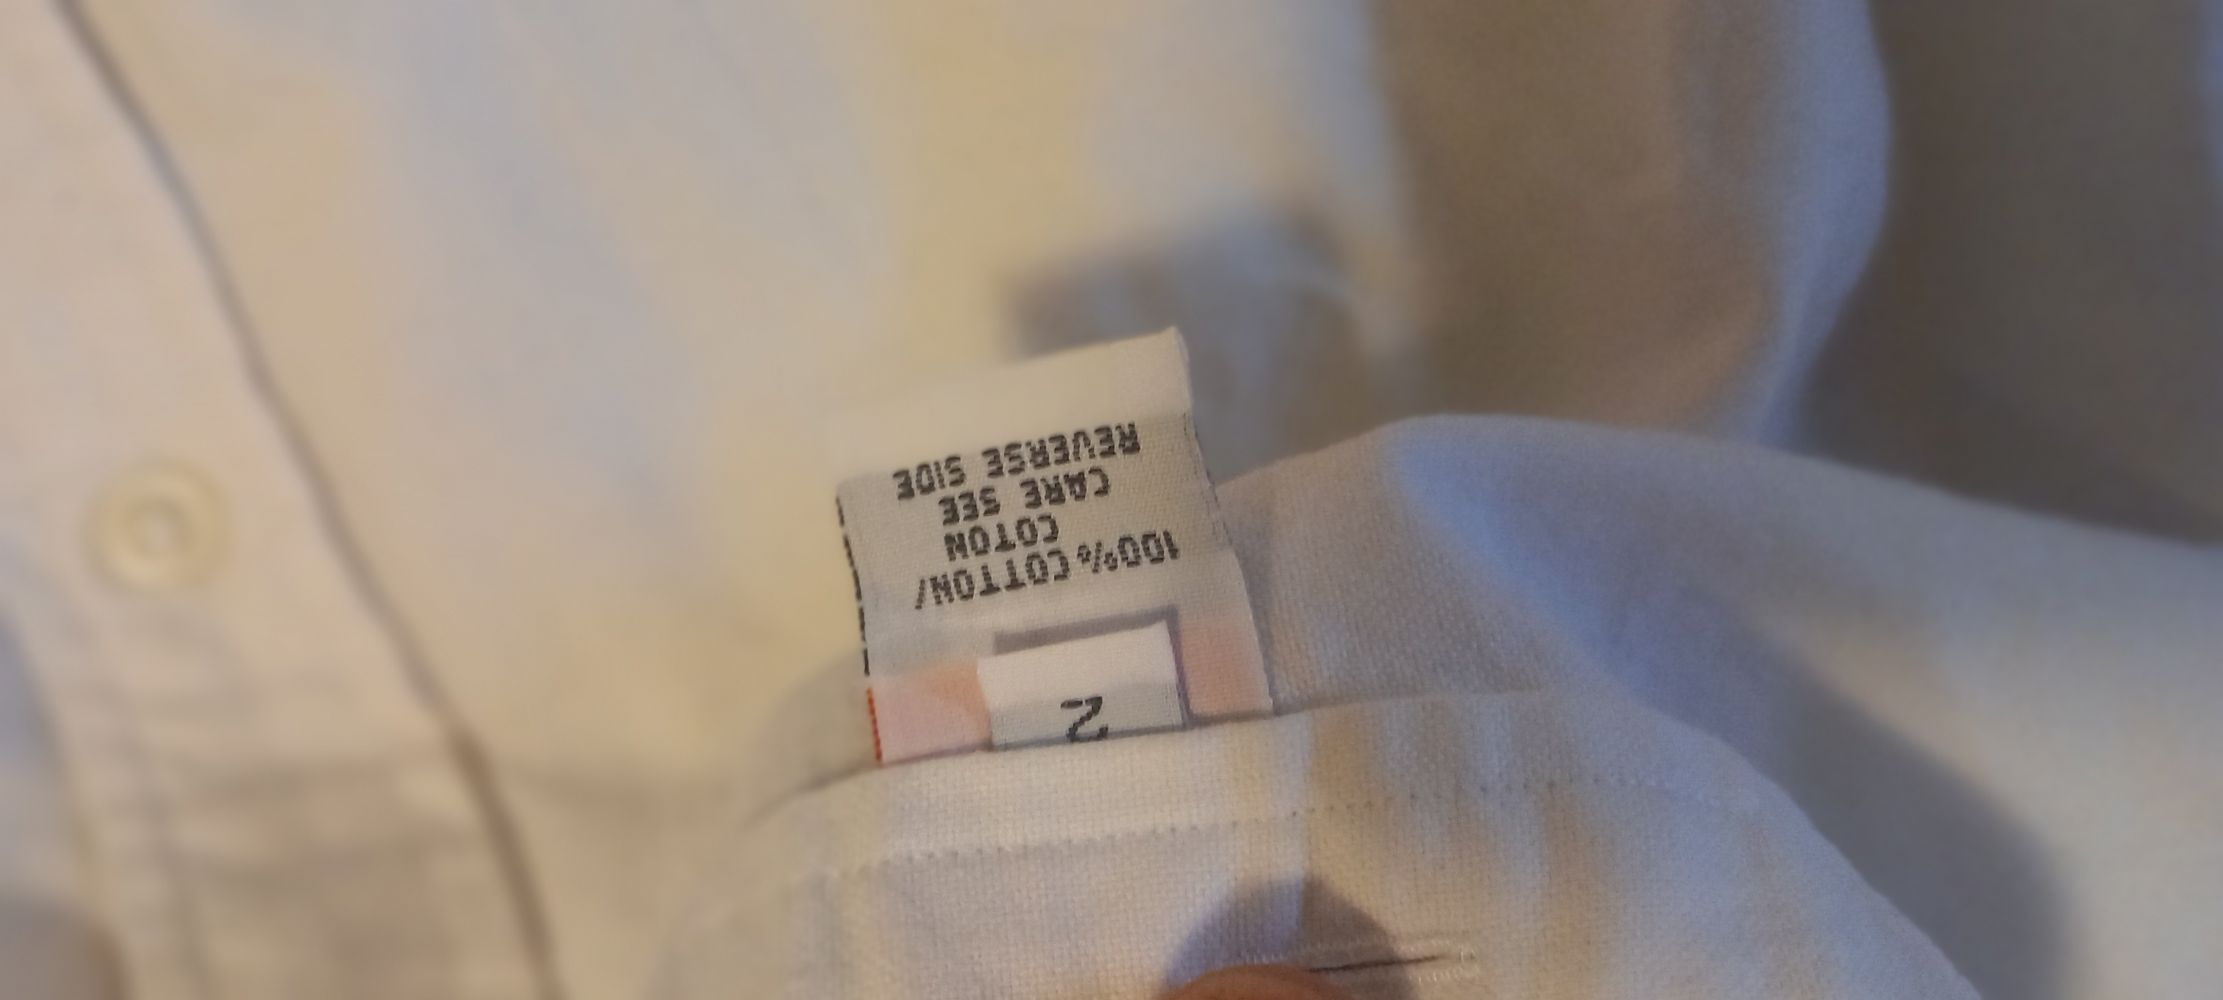 2
100% COTTON/
COTON
CARE SEE
REVERSE SIDE